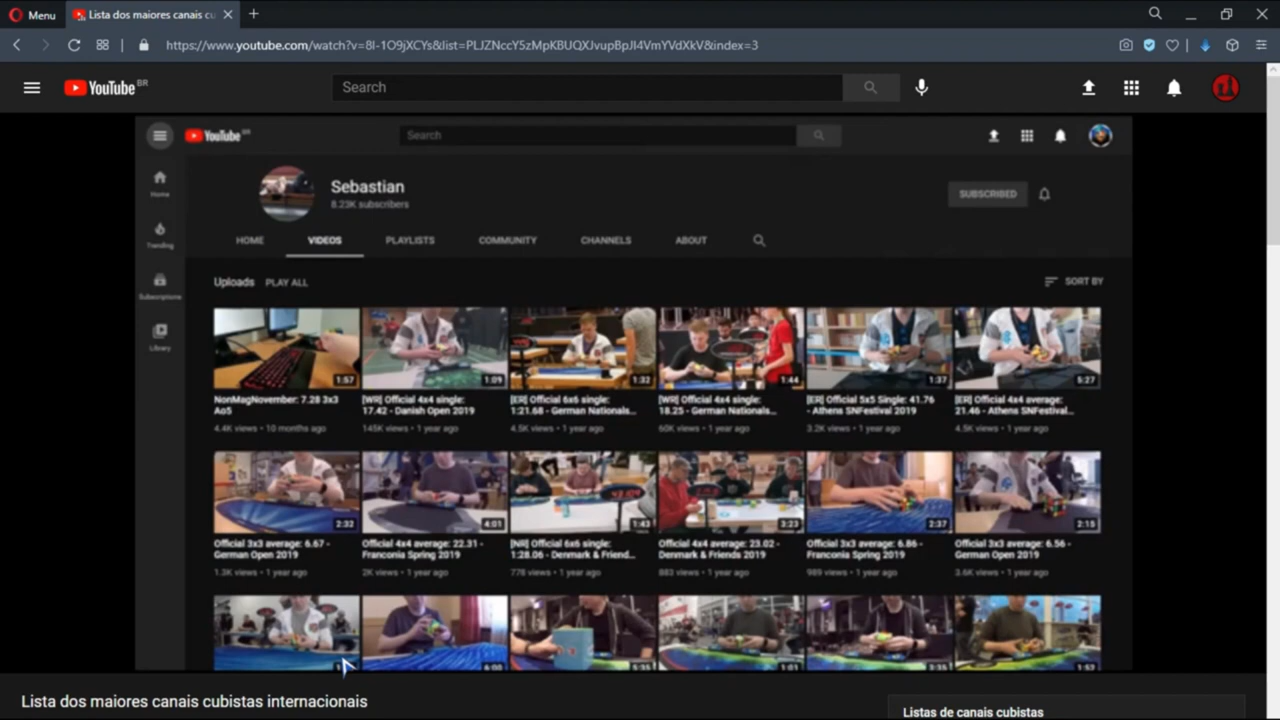 Menu
Lista dos maiores canais cu
https://www.youtube.com/watch?v=8I-1O9jXCYs&list=PLJZNccY5zMpKBUQXJvupBpJI4VmYVdXkV&index=3
YouTube BR
Search
YouTube
Search
Sebastian
8.23K subscribers
SUBSCRIBED
Home
Trending
Subscriptions
Library
HOME VIDEOS PLAYLISTS COMMUNITY CHANNELS ABOUT
Uploads PLAY ALL SORT BY
1:57 1:09 1:32 1:44 1:37 5:27
NonMagNovember: 7.28 3x3
Ao5
4.4K views • 10 months ago
[WR] Official 4x4 single:
17.42 - Danish Open 2019
145K views • 1 year ago
[ER] Official 6x6 single:
1:21.68 - German Nationals...
4.5K views • 1 year ago
[WR] Official 4x4 single:
18.25 - German Nationals...
60K views • 1 year ago
[ER] Official 5x5 Single: 41.76
- Athens SNFestival 2019
3.2K views • 1 year ago
[ER] Official 4x4 average:
21.46 - Athens SNFestival...
4.5K views • 1 year ago
2:32 4:01 1:43 3:23 2:37 2:15
Official 3x3 average: 6.67 -
German Open 2019
1.3K views • 1 year ago
Official 4x4 average: 22.31 -
Franconia Spring 2019
2K views • 1 year ago
[NR] Official 6x6 single:
1:28.06 - Denmark & Friend...
778 views • 1 year ago
Official 4x4 average: 23.02 -
Denmark & Friends 2019
883 views • 1 year ago
Official 3x3 average: 6.86 -
Franconia Spring 2019
989 views • 1 year ago
Official 3x3 average: 6.56 -
German Open 2019
3.6K views • 1 year ago
Lista dos maiores canais cubistas internacionais
Listas de canais cubistas